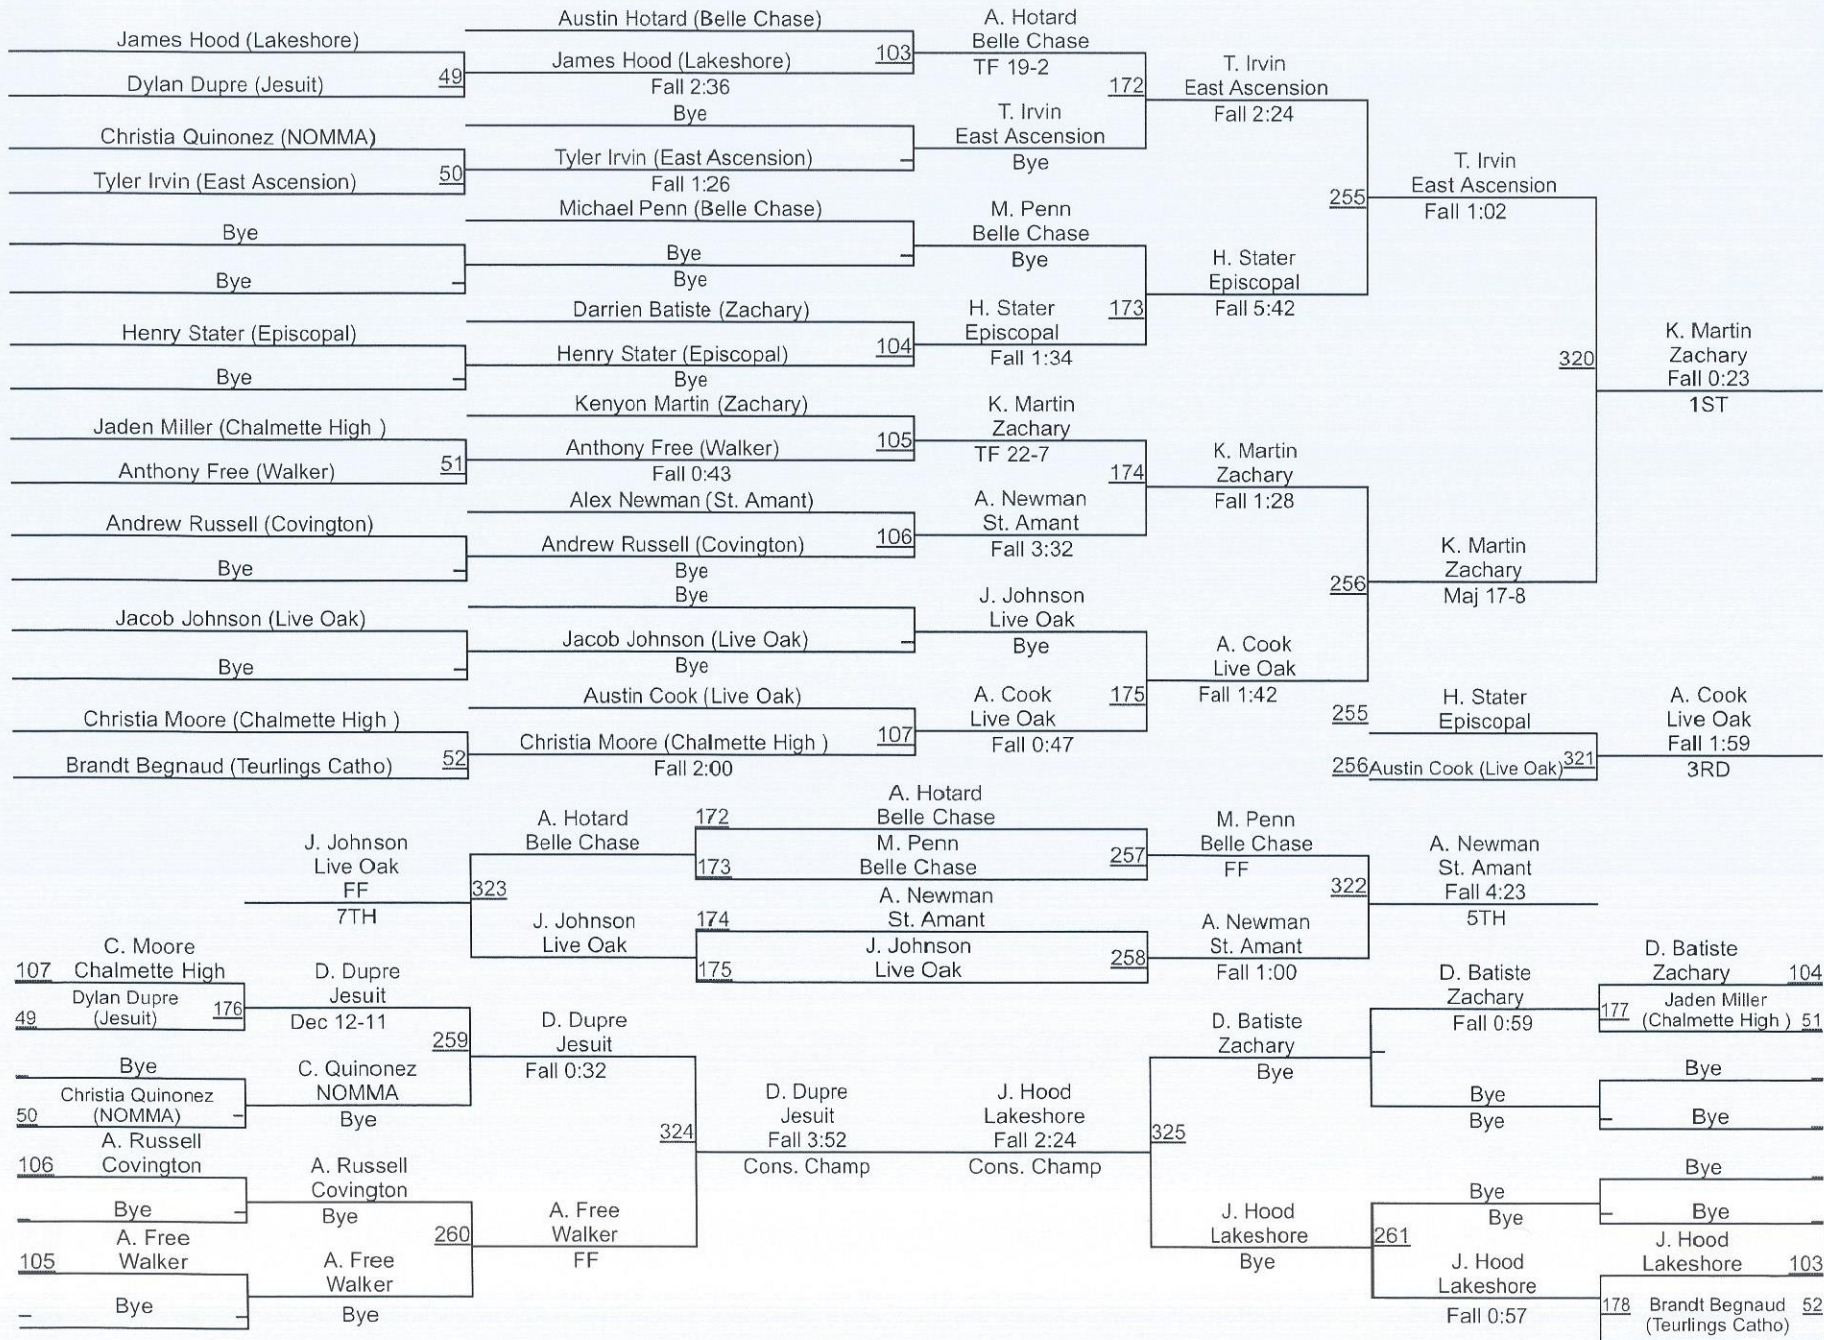 James Hood (Lakeshore)
49
Dylan Dupre (Jesuit)
Christia Quinonez (NOMMA)
50
Tyler Irvin (East Ascension)
Bye
Bye
Henry Stater (Episcopal)
Bye
Jaden Miller (Chalmette High )
51
Anthony Free (Walker)
Andrew Russell (Covington)
Bye
Jacob Johnson (Live Oak)
Bye
Christia Moore (Chalmette High )
52
Brandt Begnaud (Teurlings Catho)
Austin Hotard (Belle Chase)
103
James Hood (Lakeshore)
Fall 2:36
Bye
Tyler Irvin (East Ascension)
Fall 1:26
Michael Penn (Belle Chase)
Bye
Bye
Darrien Batiste (Zachary)
104
Henry Stater (Episcopal)
Bye
Kenyon Martin (Zachary)
105
Anthony Free (Walker)
Fall 0:43
Alex Newman (St. Amant)
106
Andrew Russell (Covington)
Bye
Bye
Jacob Johnson (Live Oak)
Bye
Austin Cook (Live Oak)
107
Christia Moore (Chalmette High )
Fall 2:00
A. Hotard
Belle Chase
TF 19-2
172
T. Irvin
East Ascension
Bye
M. Penn
Belle Chase
Bye
173
H. Stater
Episcopal
Fall 1:34
K. Martin
Zachary
TF 22-7
174
A. Newman
St. Amant
Fall 3:32
J. Johnson
Live Oak
Bye
175
A. Cook
Live Oak
Fall 0:47
T. Irvin
East Ascension
Fall 2:24
255
H. Stater
Episcopal
Fall 5:42
K. Martin
Zachary
Fall 1:28
256
A. Cook
Live Oak
Fall 1:42
T. Irvin
East Ascension
Fall 1:02
320
K. Martin
Zachary
Maj 17-8
K. Martin
Zachary
Fall 0:23
1ST
255
H. Stater
Episcopal
256 Austin Cook (Live Oak) 321
A. Cook
Live Oak
Fall 1:59
3RD
J. Johnson
Live Oak
FF
7TH
323
A. Hotard
Belle Chase
J. Johnson
Live Oak
172
A. Hotard
Belle Chase
173
M. Penn
Belle Chase
257
174
A. Newman
St. Amant
175
J. Johnson
Live Oak
258
M. Penn
Belle Chase
FF
322
A. Newman
St. Amant
Fall 1:00
A. Newman
St. Amant
Fall 4:23
5TH
C. Moore
107 Chalmette High
Dylan Dupre
49 (Jesuit) 176
Bye
Christia Quinonez
50 (NOMMA)
A. Russell
106 Covington
Bye
A. Free
105 Walker
Bye
D. Dupre
Jesuit
Dec 12-11
259
C. Quinonez
NOMMA
Bye
A. Russell
Covington
Bye
260
A. Free
Walker
Bye
D. Dupre
Jesuit
Fall 0:32
324
A. Free
Walker
FF
D. Dupre
Jesuit
Fall 3:52
Cons. Champ
J. Hood
Lakeshore
Fall 2:24
Cons. Champ
325
D. Batiste
Zachary
Bye
J. Hood
Lakeshore
Bye
261
D. Batiste
Zachary
Fall 0:59
Bye
Bye
Bye
Bye
J. Hood
Lakeshore
Fall 0:57
D. Batiste
Zachary 104
177 Jaden Miller
(Chalmette High ) 51
Bye
Bye
Bye
Bye
J. Hood
Lakeshore 103
178 Brandt Begnaud 52
(Teurlings Catho)